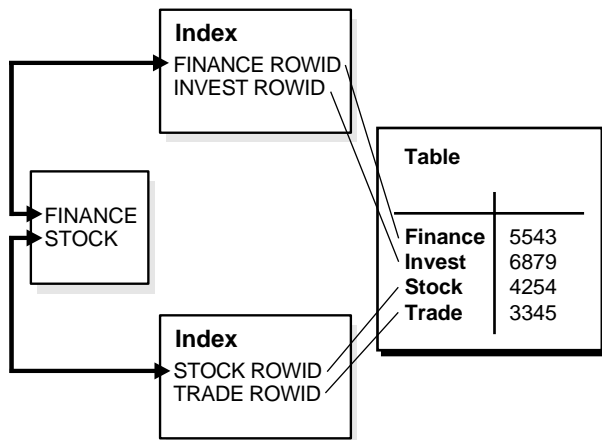 Index
FINANCE ROWID
INVEST ROWID
FINANCE
STOCK
Index
STOCK ROWID
TRADE ROWID
Table
Finance 5543
Invest 6879
Stock 4254
Trade 3345